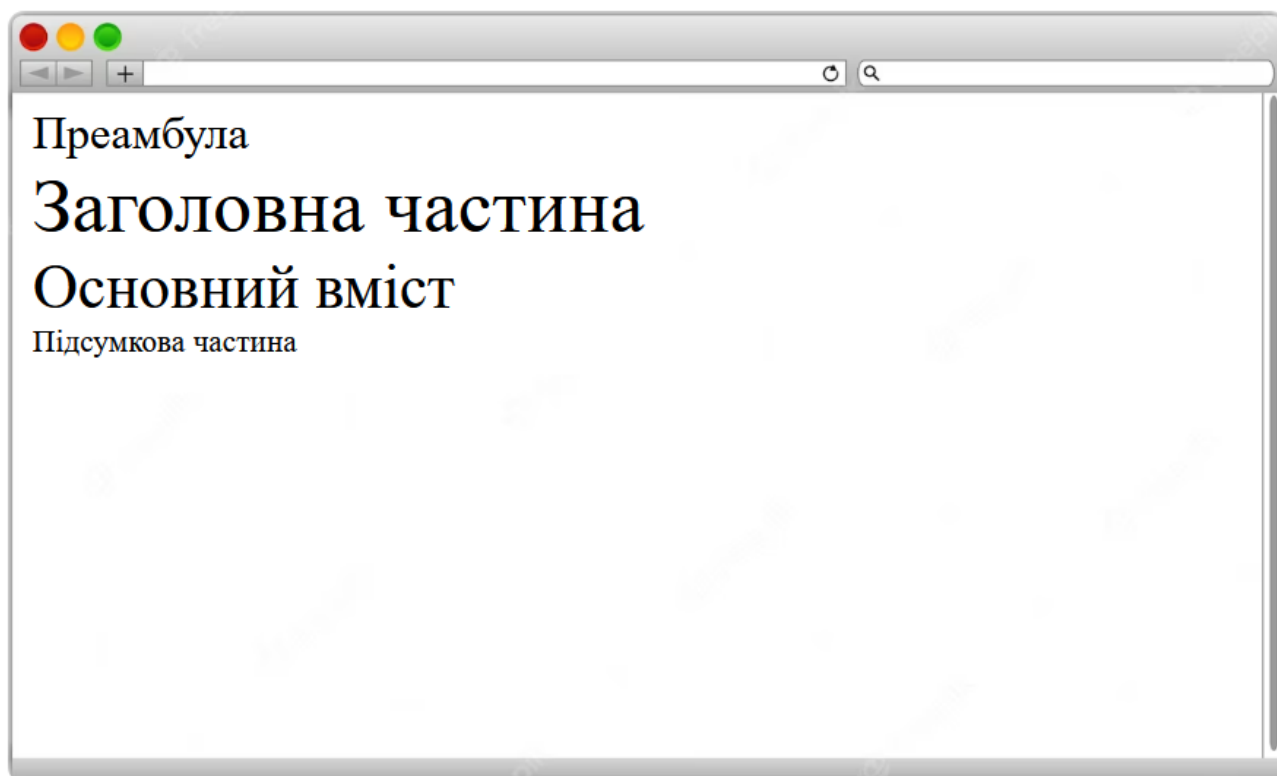 Преамбула
Заголовна частина
Основний вміст
Підсумкова частина